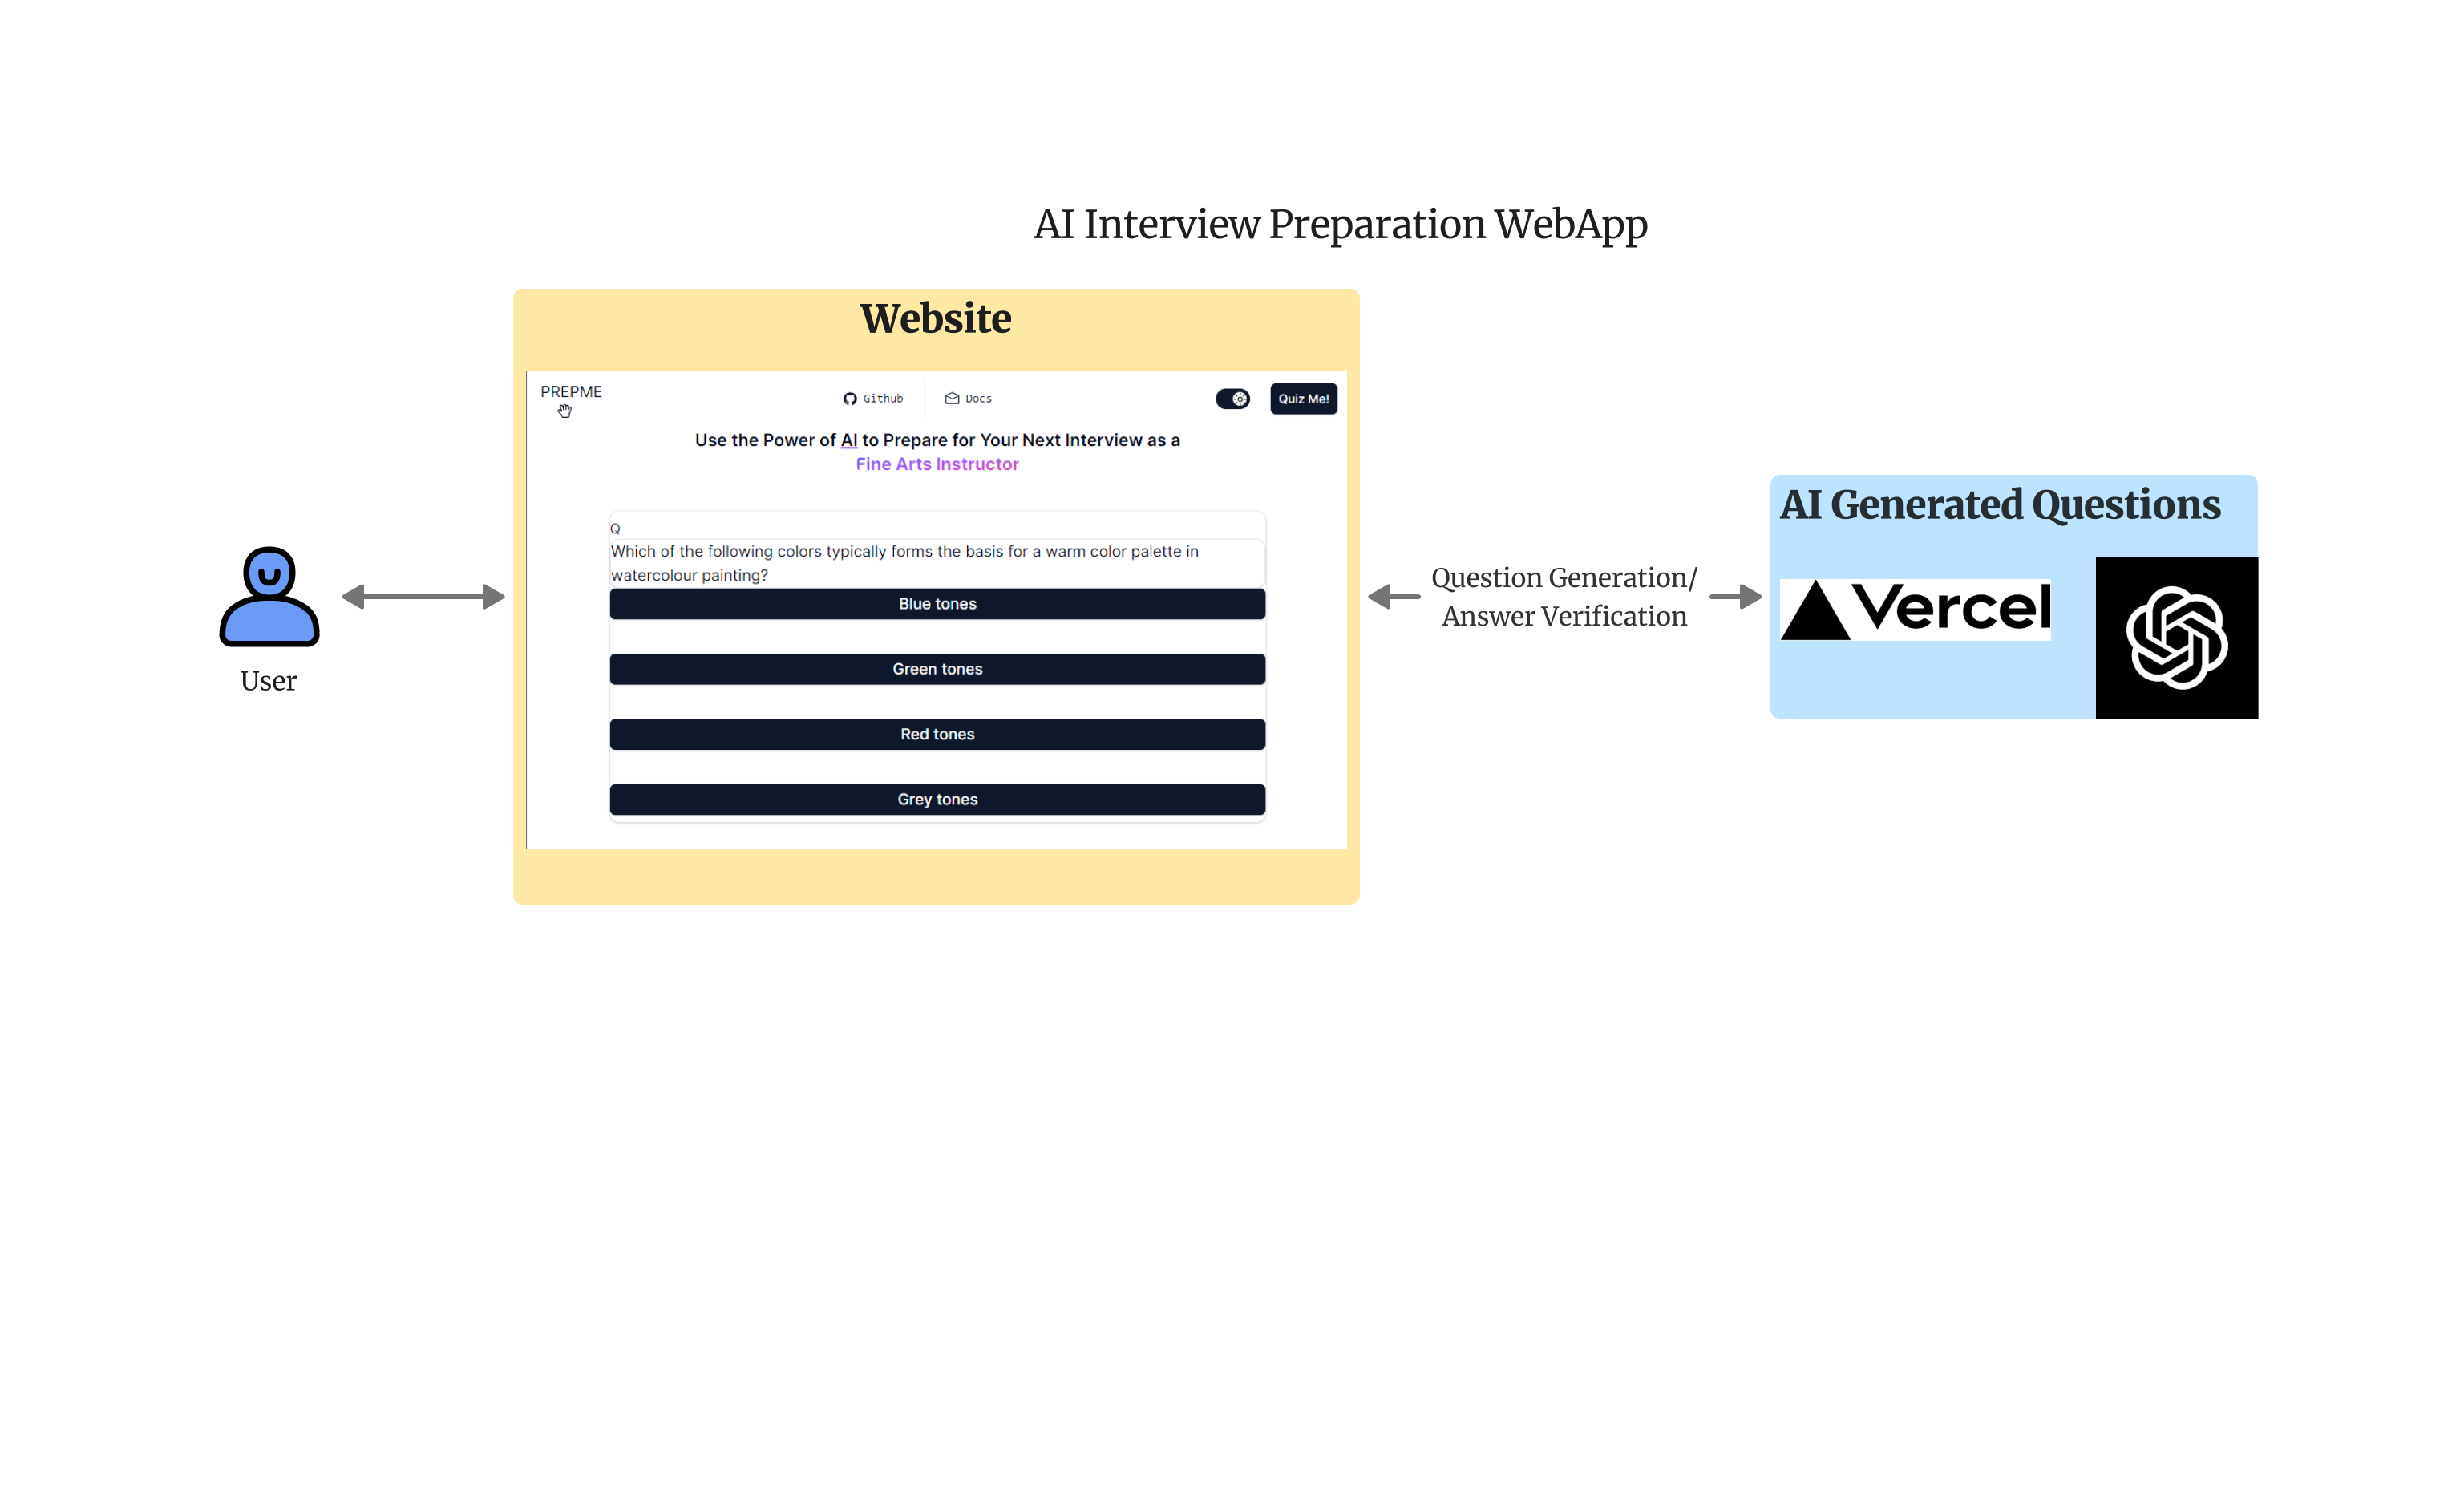 AI Interview Preparation WebApp
Website
PREPME
Github
Docs
Quiz Me!
Use the Power of AI to Prepare for Your Next Interview as a
Fine Arts Instructor
Q
Which of the following colors typically forms the basis for a warm color palette in
watercolour painting?
Blue tones
Green tones
Red tones
Grey tones
User
Question Generation/
Answer Verification
AI Generated Questions
Vercel